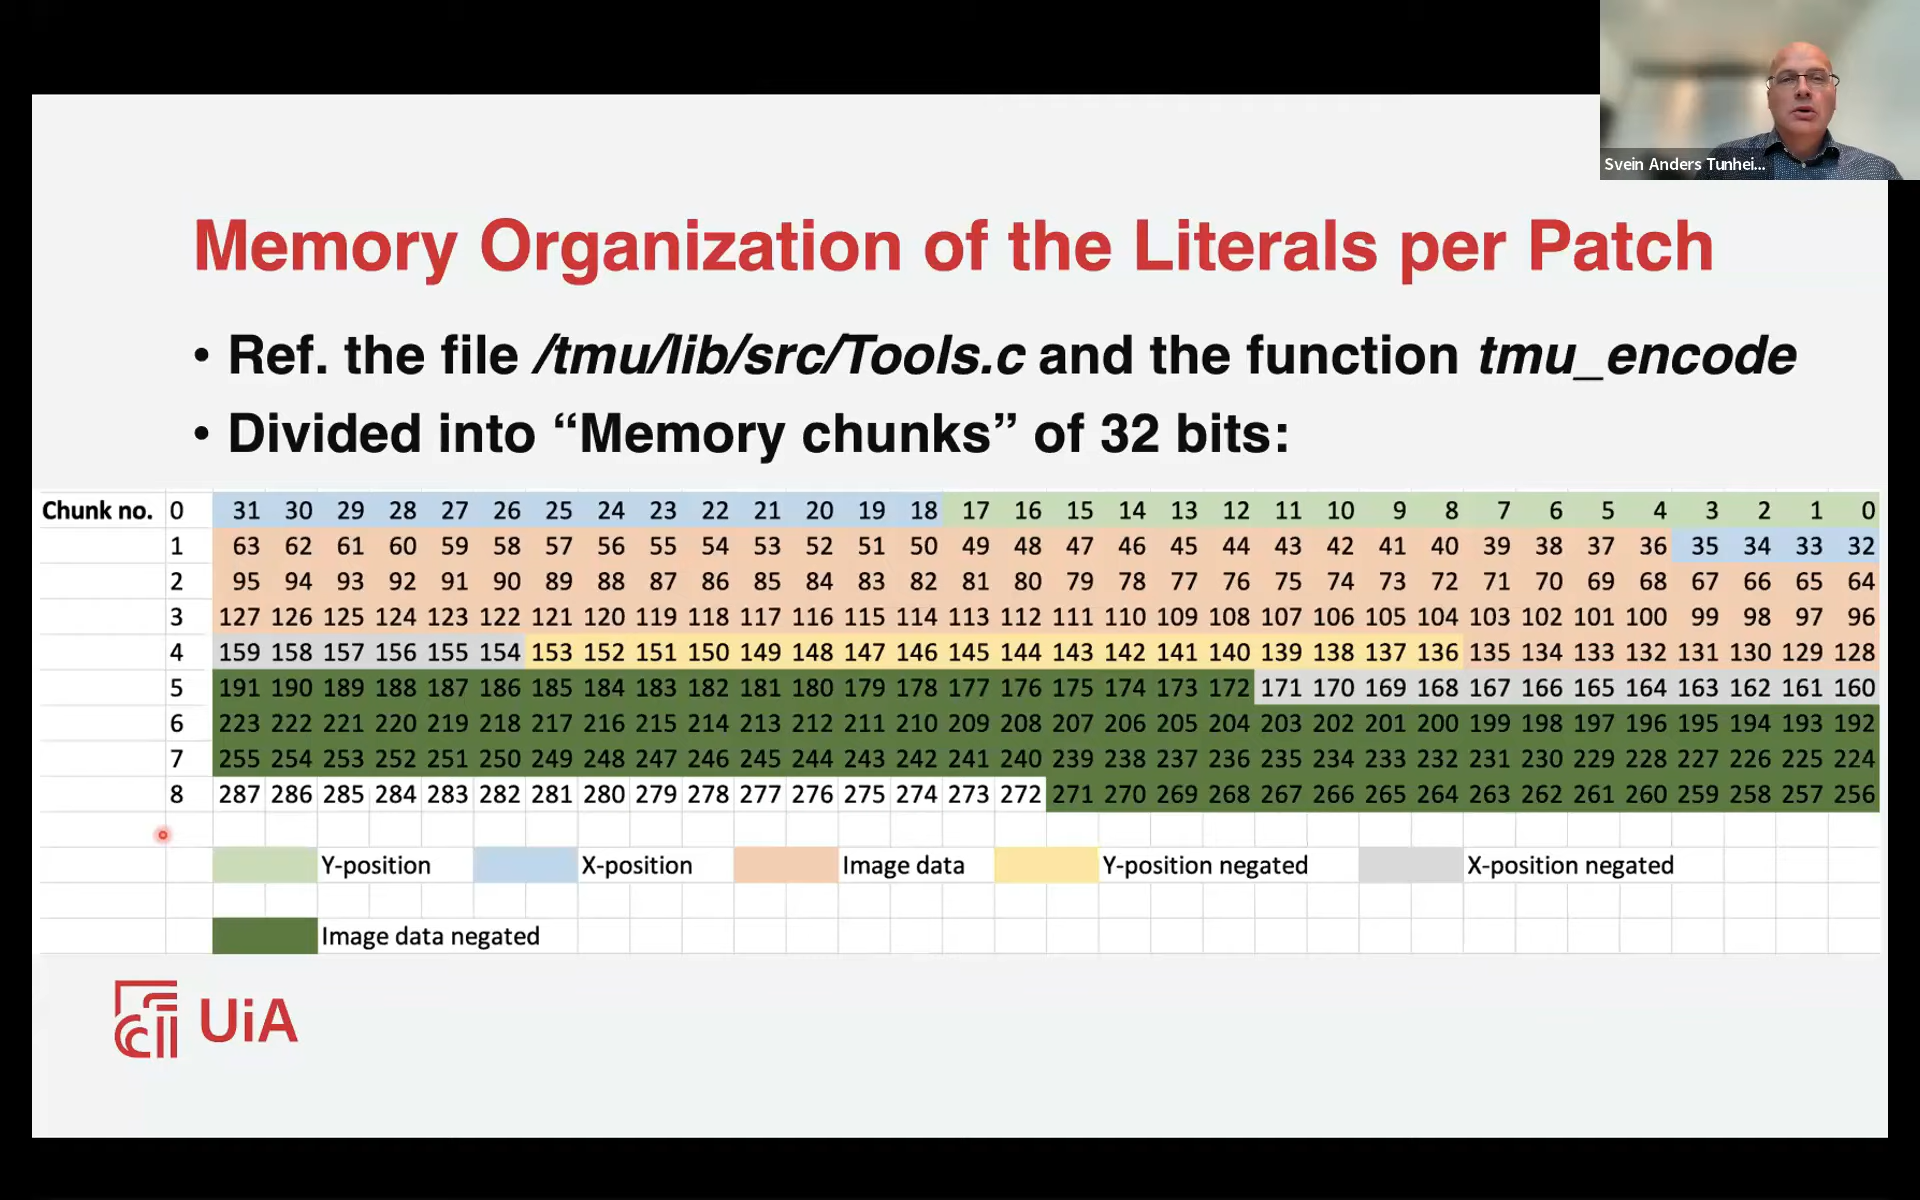 Svein Anders Tunhei...
Memory Organization of the Literals per Patch
• Ref. the file /tmu/lib/src/Tools.c and the function tmu_encode
• Divided into “Memory chunks” of 32 bits:
Chunk no. 0 31 30 29 28 27 26 25 24 23 22 21 20 19 18 17 16 15 14 13 12 11 10 9 8 7 6 5 4 3 2 1 0
1 63 62 61 60 59 58 57 56 55 54 53 52 51 50 49 48 47 46 45 44 43 42 41 40 39 38 37 36 35 34 33 32
2 95 94 93 92 91 90 89 88 87 86 85 84 83 82 81 80 79 78 77 76 75 74 73 72 71 70 69 68 67 66 65 64
3 127 126 125 124 123 122 121 120 119 118 117 116 115 114 113 112 111 110 109 108 107 106 105 104 103 102 101 100 99 98 97 96
4 159 158 157 156 155 154 153 152 151 150 149 148 147 146 145 144 143 142 141 140 139 138 137 136 135 134 133 132 131 130 129 128
5 191 190 189 188 187 186 185 184 183 182 181 180 179 178 177 176 175 174 173 172 171 170 169 168 167 166 165 164 163 162 161 160
6 223 222 221 220 219 218 217 216 215 214 213 212 211 210 209 208 207 206 205 204 203 202 201 200 199 198 197 196 195 194 193 192
7 255 254 253 252 251 250 249 248 247 246 245 244 243 242 241 240 239 238 237 236 235 234 233 232 231 230 229 228 227 226 225 224
8 287 286 285 284 283 282 281 280 279 278 277 276 275 274 273 272 271 270 269 268 267 266 265 264 263 262 261 260 259 258 257 256
Y-position X-position Image data Y-position negated X-position negated
Image data negated
UiA